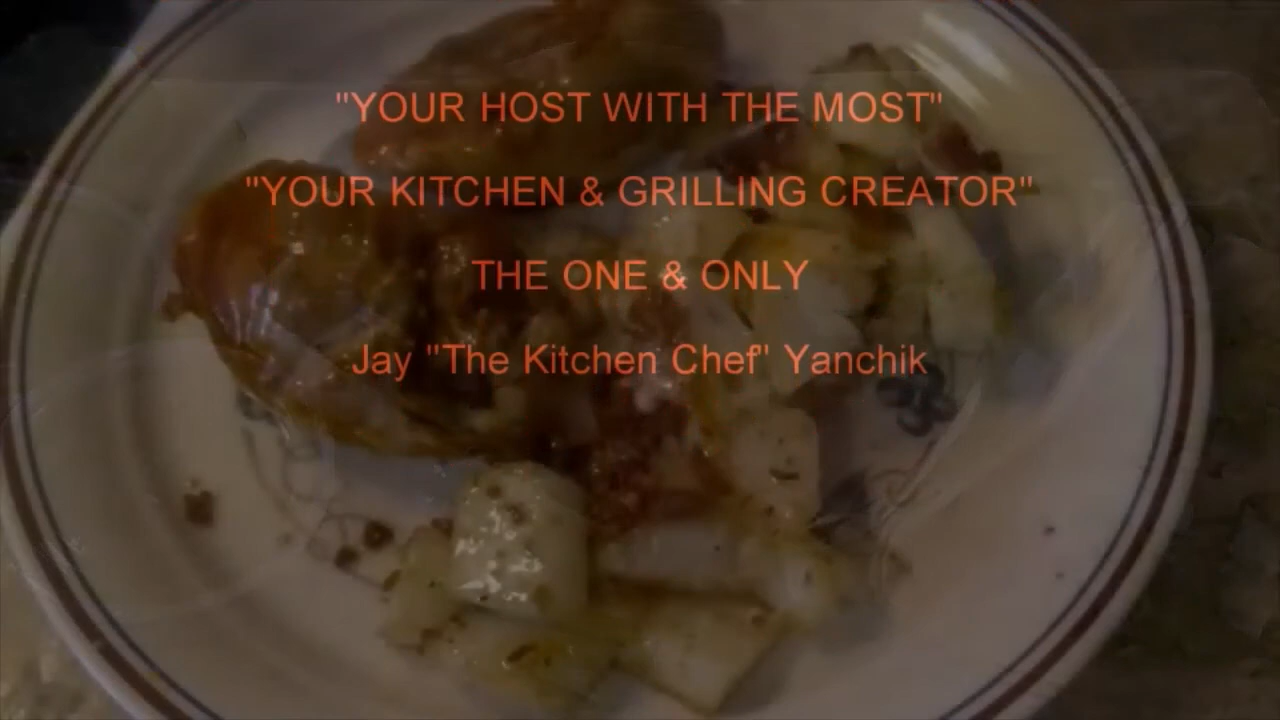 "YOUR HOST WITH THE MOST"
"YOUR KITCHEN & GRILLING CREATOR"
THE ONE & ONLY
Jay "The Kitchen Chef" Yanchik